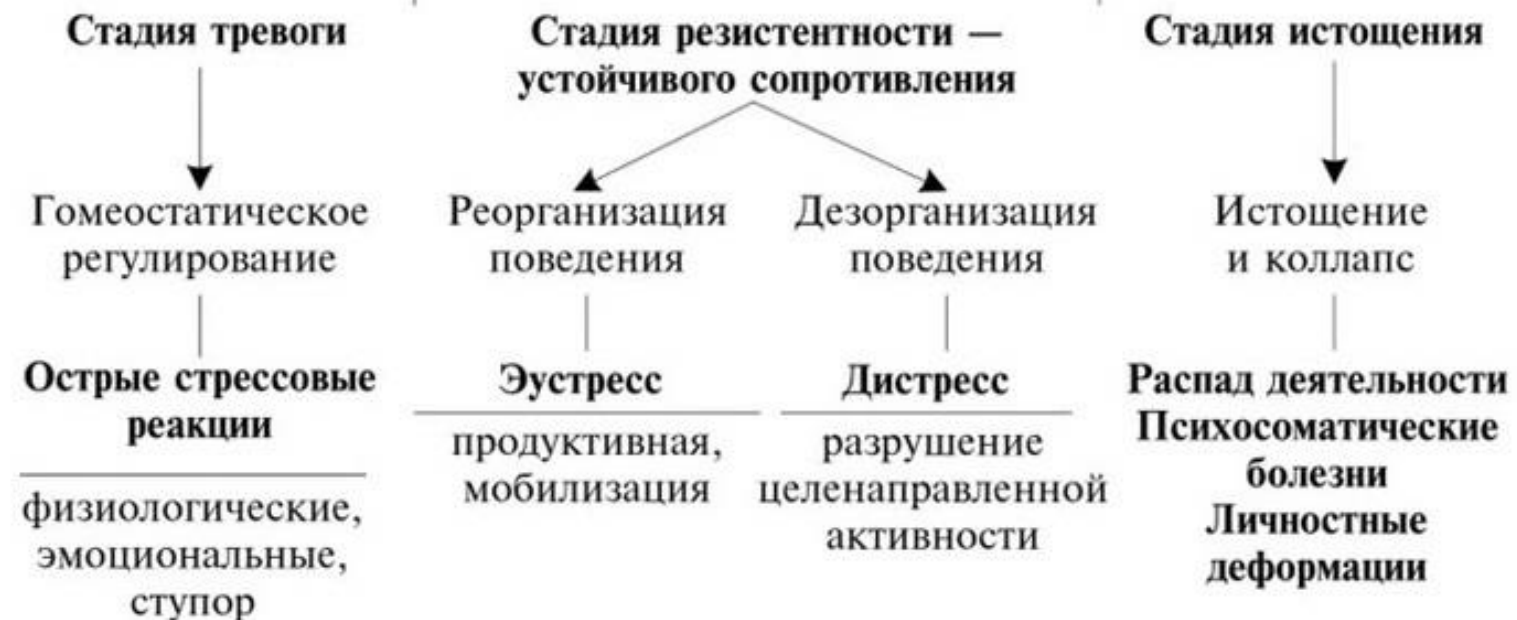 Стадия тревоги
Гомеостатическое
регулирование
Острые стрессовые
реакции
физиологические,
эмоциональные,
ступор
Стадия резистентности —
устойчивого сопротивления
Реорганизация
поведения
Эустресс
продуктивная,
мобилизация
Дезорганизация
поведения
Дистресс
разрушение
целенаправленной
активности
Стадия истощения
Истощение
и коллапс
Распад деятельности
Психосоматические
болезни
Личностные
деформации